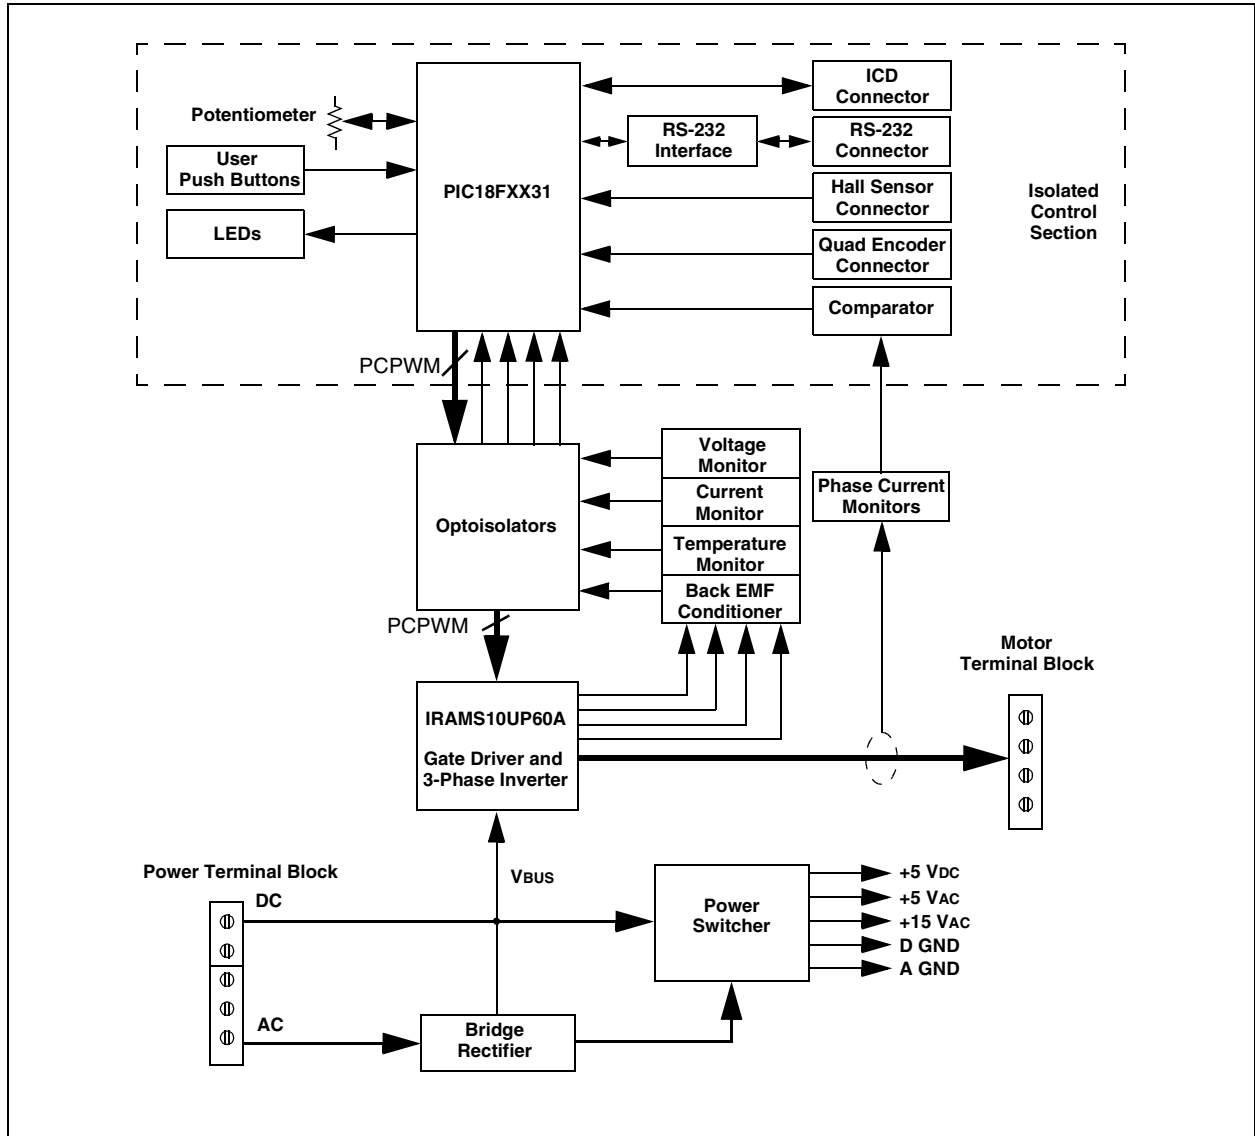 Potentiometer
User
Push Buttons
LEDs
PIC18FXX31
ICD
Connector
RS-232
Interface
RS-232
Connector
Hall Sensor
Connector
Quad Encoder
Connector
Comparator
Isolated
Control
Section
PCPWM
Optoisolators
Voltage
Monitor
Current
Monitor
Temperature
Monitor
Back EMF
Conditioner
Phase Current
Monitors
PCPWM
IRAMS10UP60A
Gate Driver and
3-Phase Inverter
Motor
Terminal Block
Power Terminal Block
DC
VBUS
Power
Switcher
+5 VDC
+5 VAC
+15 VAC
D GND
A GND
AC
Bridge
Rectifier